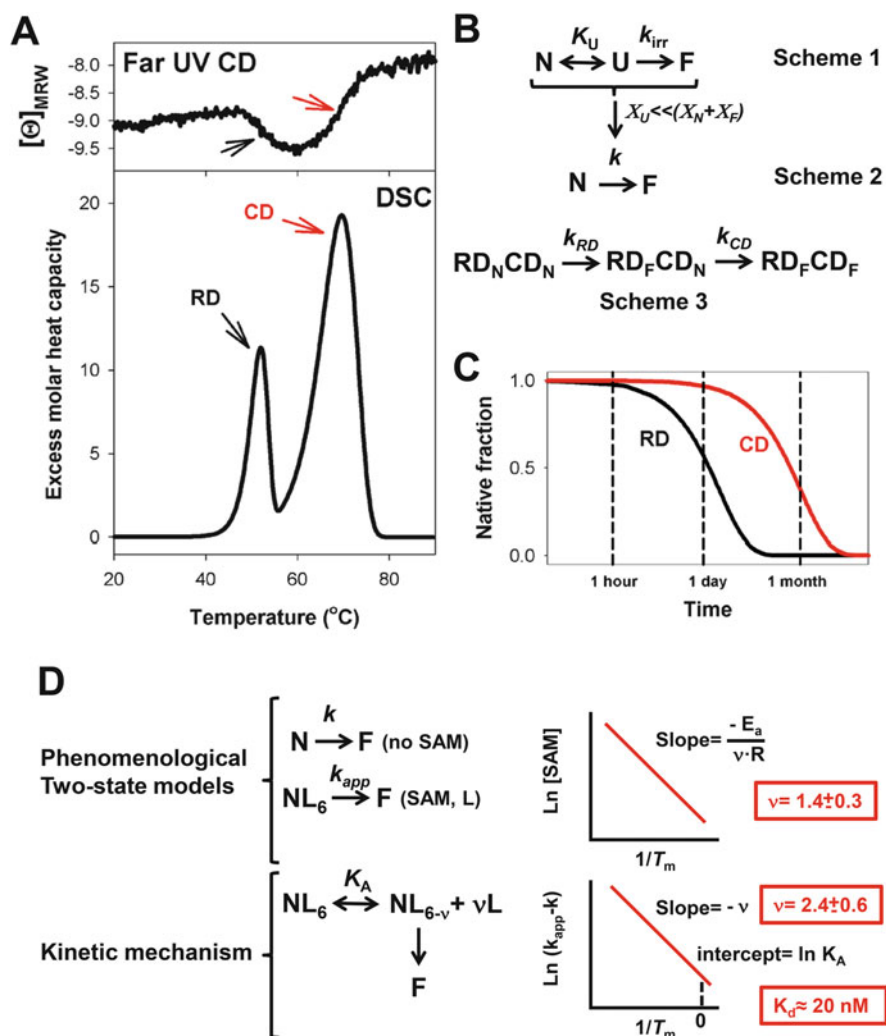 A
Far UV CD
[Θ]MRW
-8.0
-8.5
-9.0
-9.5
DSC
CD
RD
Excess molar heat capacity
20
15
10
5
0
20 40 60 80
Temperature (oC)
B
N KU U kirr F Scheme 1
XU<<(XN+XF)
N k F Scheme 2
RDNCDN kRD RDFCDN kCD RDFCDF
Scheme 3
C
Native fraction
1.0
0.5
0.0
RD
CD
1 hour 1 day 1 month
Time
D
Phenomenological
Two-state models
N k F (no SAM)
NL6 kapp F (SAM, L)
Ln [SAM]
Slope= - Ea
ν·R
ν= 1.4±0.3
1/Tm
Kinetic mechanism
NL6 KA NL6-ν + νL
F
Ln (kapp-k)
Slope= - ν
ν= 2.4±0.6
intercept= ln KA
0
Kd≈ 20 nM
1/Tm